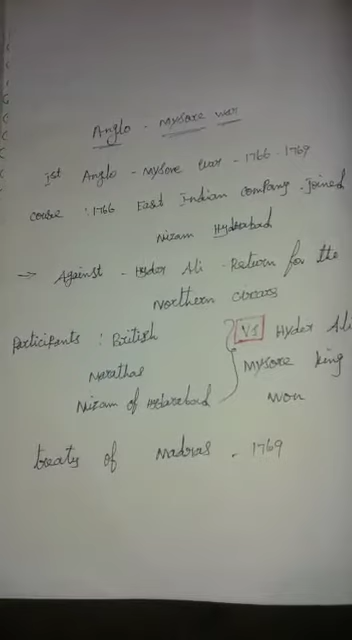 Anglo - Mysore war
1st Anglo - Mysore war - 1766 - 1769
course : 1766 East Indian Company - joined
Nizam Hyderabad
→ Against - Hyder Ali - Return for the
Northern circars
Participants : British
VS Hyder Ali
Marathas
Mysore king
Nizam of Hyderabad
won
treaty of Madras - 1769